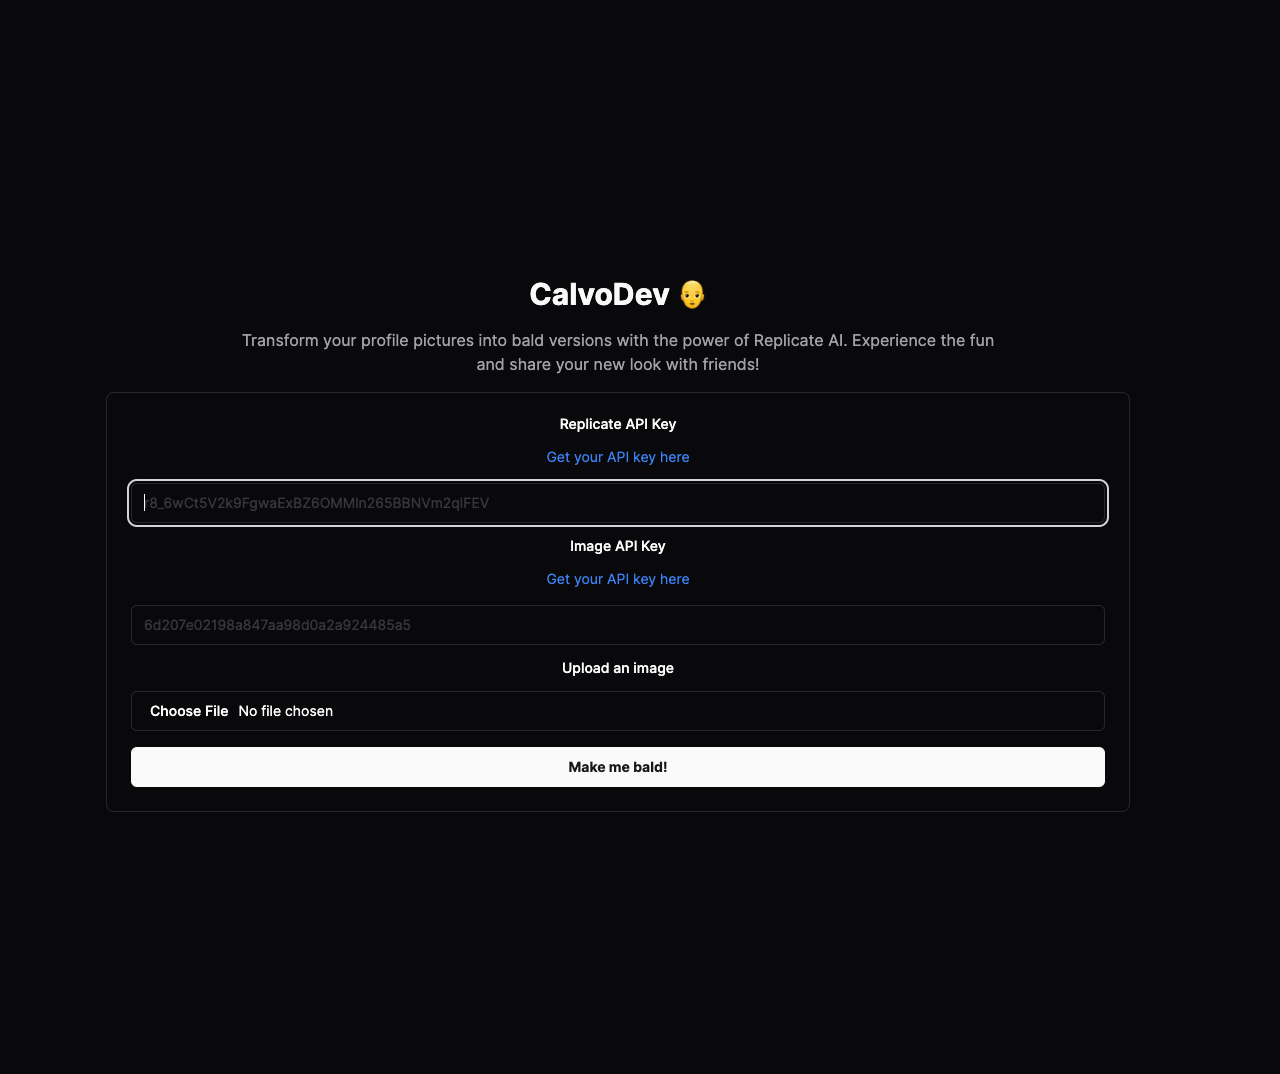 CalvoDev 👨‍🦲
Transform your profile pictures into bald versions with the power of Replicate AI. Experience the fun
and share your new look with friends!
Replicate API Key
Get your API key here
r8_6wCt5V2k9FgwaExBZ6OMMln265BBNVm2qlFEV
Image API Key
Get your API key here
6d207e02198a847aa98d0a2a924485a5
Upload an image
Choose File No file chosen
Make me bald!